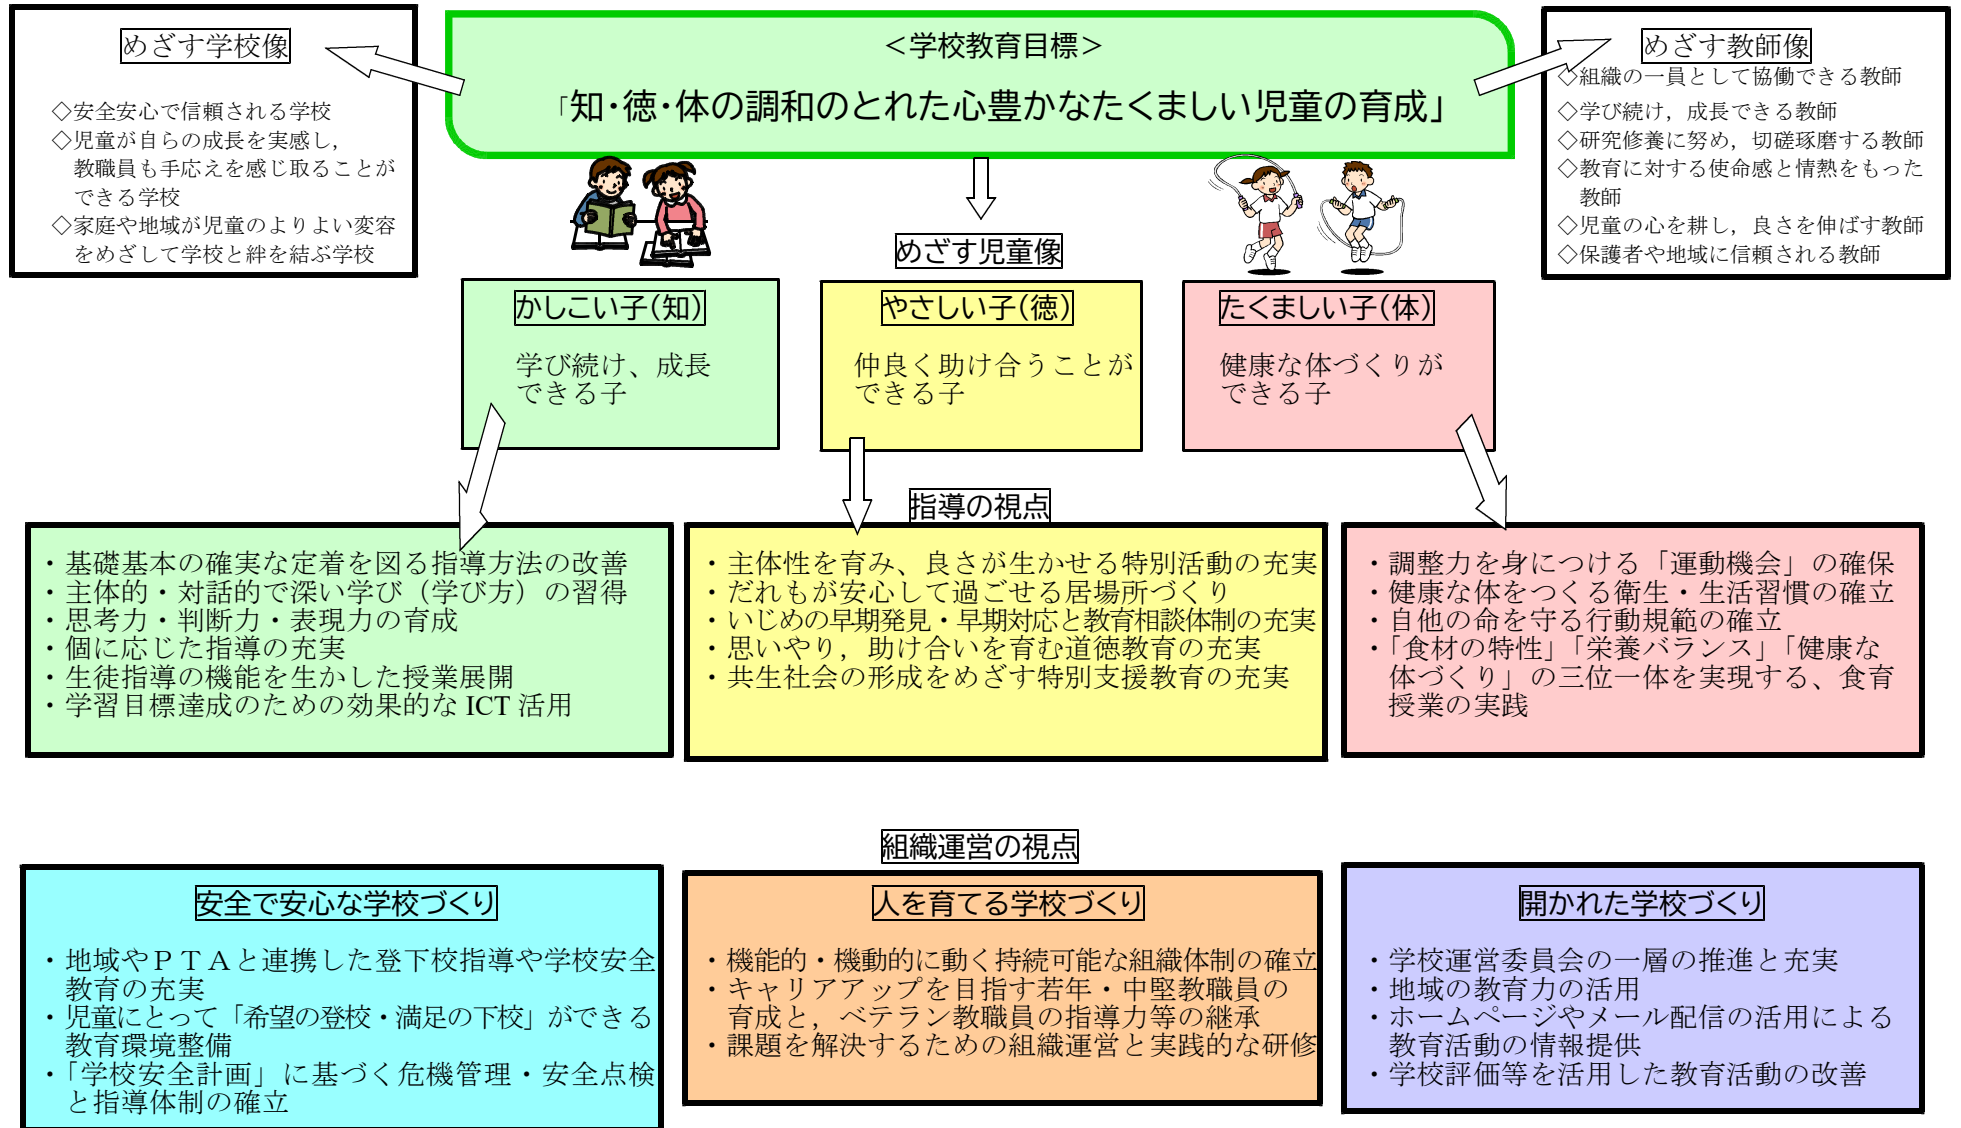 めざす学校像
◇安全安心で信頼される学校
◇児童が自らの成長を実感し，
教職員も手応えを感じ取ることが
できる学校
◇家庭や地域が児童のよりよい変容
をめざして学校と絆を結ぶ学校
＜学校教育目標＞
「知・徳・体の調和のとれた心豊かなたくましい児童の育成」
めざす教師像
◇組織の一員として協働できる教師
◇学び続け，成長できる教師
◇研究修養に努め，切磋琢磨する教師
◇教育に対する使命感と情熱をもった
教師
◇児童の心を耕し，良さを伸ばす教師
◇保護者や地域に信頼される教師
めざす児童像
かしこい子（知）
学び続け、成長
できる子
やさしい子（徳）
仲良く助け合うことが
できる子
たくましい子（体）
健康な体づくりが
できる子
指導の視点
・基礎基本の確実な定着を図る指導方法の改善
・主体的・対話的で深い学び（学び方）の習得
・思考力・判断力・表現力の育成
・個に応じた指導の充実
・生徒指導の機能を生かした授業展開
・学習目標達成のための効果的な ICT 活用
・主体性を育み、良さが生かせる特別活動の充実
・だれもが安心して過ごせる居場所づくり
・いじめの早期発見・早期対応と教育相談体制の充実
・思いやり，助け合いを育む道徳教育の充実
・共生社会の形成をめざす特別支援教育の充実
・調整力を身につける「運動機会」の確保
・健康な体をつくる衛生・生活習慣の確立
・自他の命を守る行動規範の確立
・「食材の特性」「栄養バランス」「健康な
体づくり」の三位一体を実現する、食育
授業の実践
組織運営の視点
安全で安心な学校づくり
・地域やＰＴＡと連携した登下校指導や学校安全
教育の充実
・児童にとって「希望の登校・満足の下校」ができる
教育環境整備
・「学校安全計画」に基づく危機管理・安全点検
と指導体制の確立
人を育てる学校づくり
・機能的・機動的に動く持続可能な組織体制の確立
・キャリアアップを目指す若年・中堅教職員の
育成と，ベテラン教職員の指導力等の継承
・課題を解決するための組織運営と実践的な研修
開かれた学校づくり
・学校運営委員会の一層の推進と充実
・地域の教育力の活用
・ホームページやメール配信の活用による
教育活動の情報提供
・学校評価等を活用した教育活動の改善